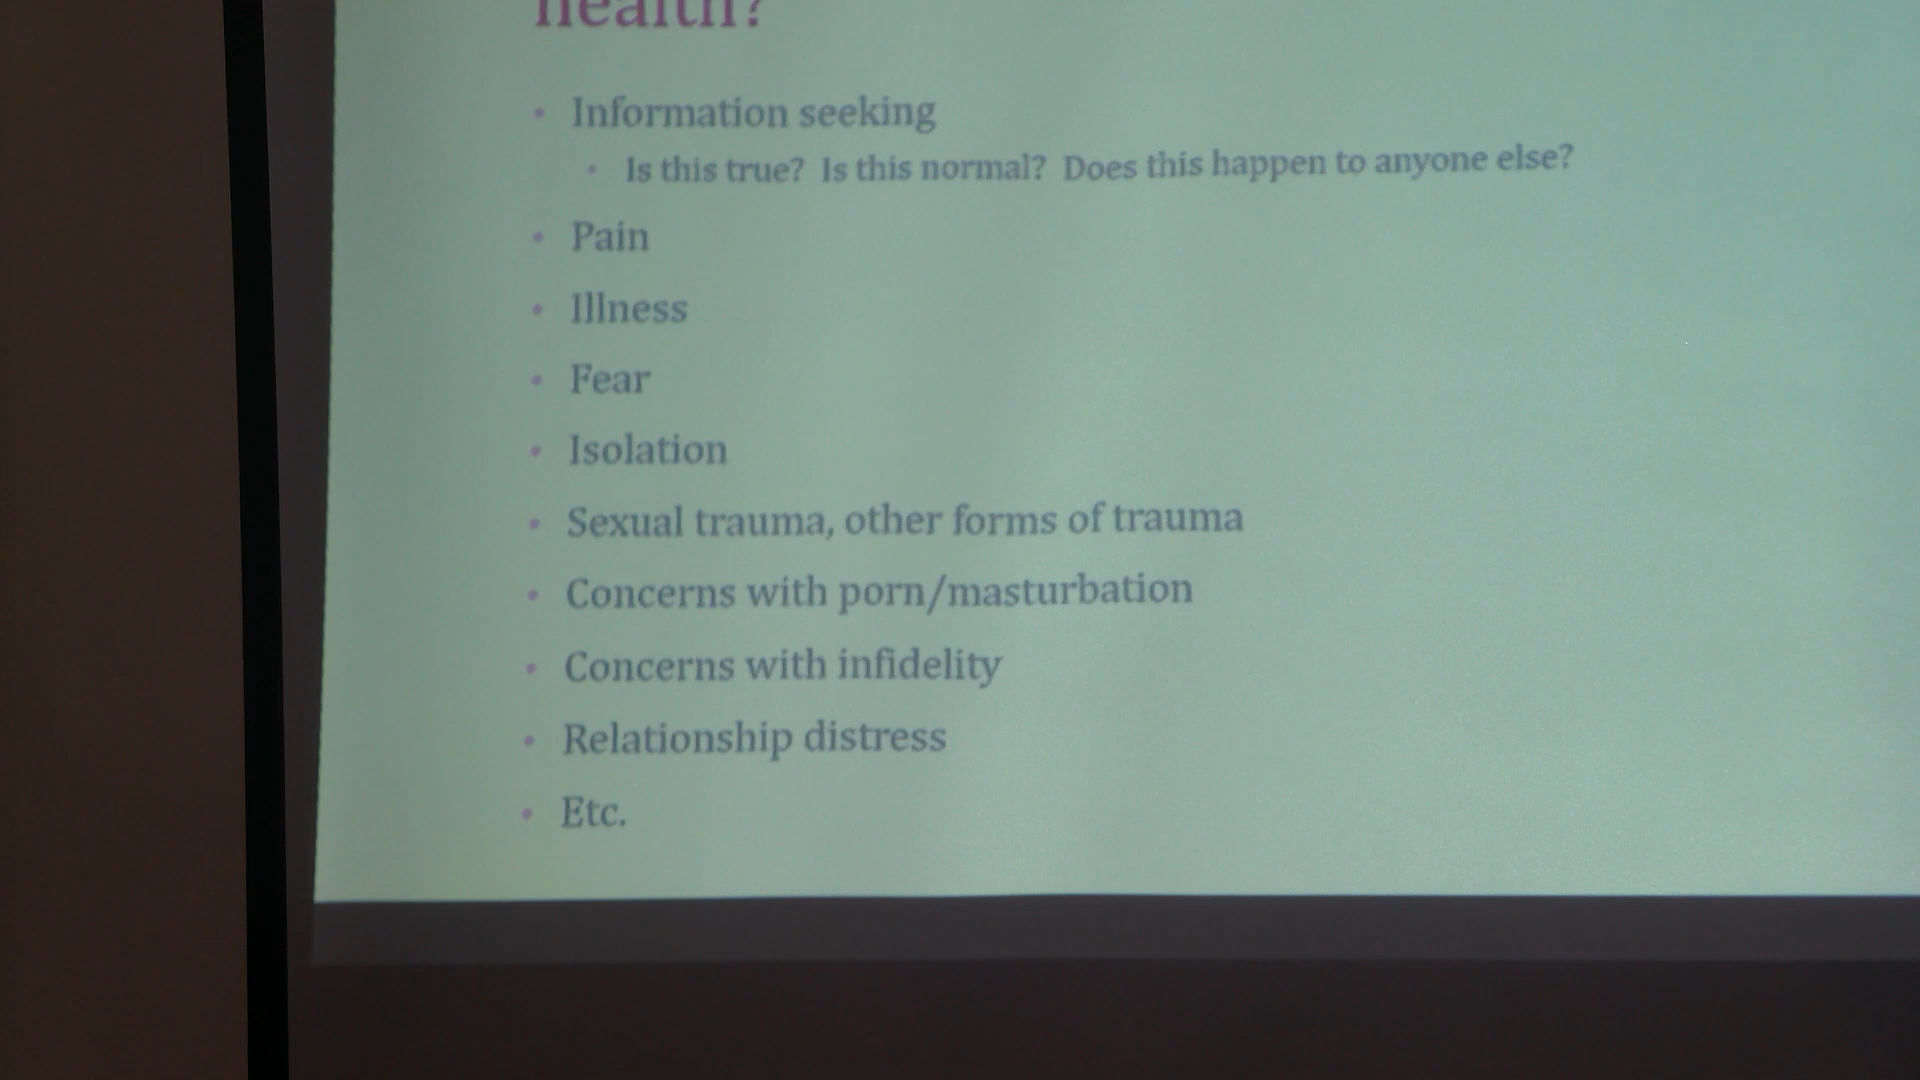 health?
• Information seeking
• Is this true? Is this normal? Does this happen to anyone else?
• Pain
• Illness
• Fear
• Isolation
• Sexual trauma, other forms of trauma
• Concerns with porn/masturbation
• Concerns with infidelity
• Relationship distress
• Etc.